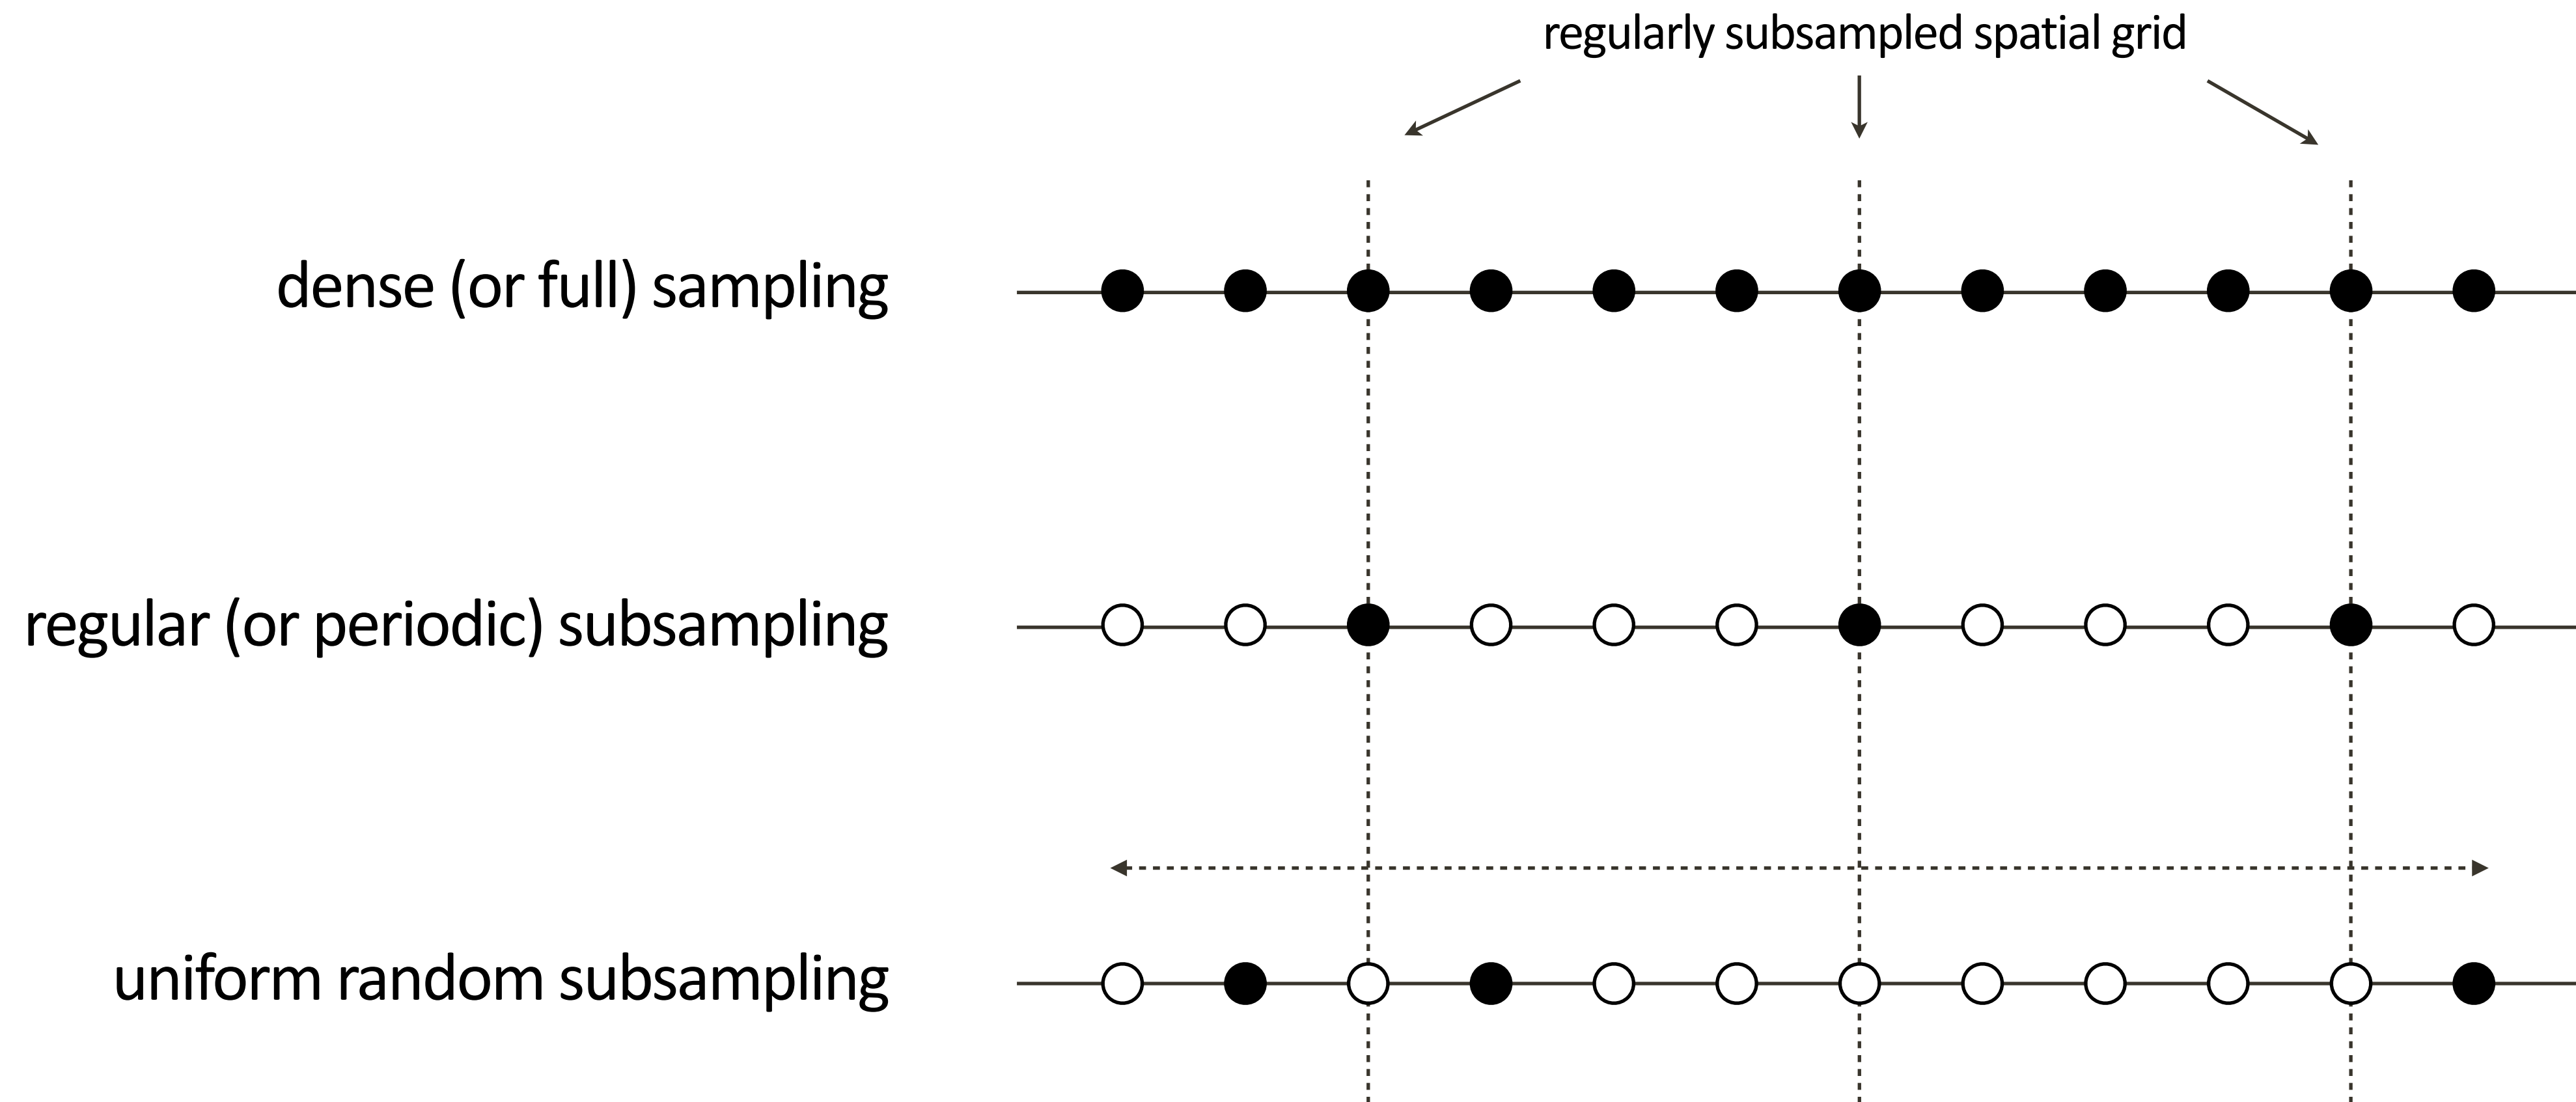 regularly subsampled spatial grid
dense (or full) sampling
regular (or periodic) subsampling
uniform random subsampling